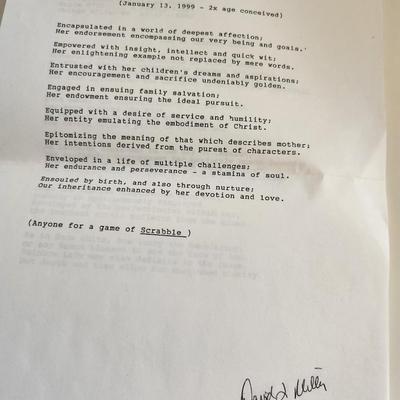 (January 13, 1999 - 2x age conceived)
Encapsulated in a world of deepest affection;
Her endorsement encompassing our very being and goals.
Empowered with insight, intellect and quick wit;
Her enlightening example not replaced by mere words.
Entrusted with her children's dreams and aspirations;
Her encouragement and sacrifice undeniably golden.
Engaged in ensuing family salvation;
Her endowment ensuring the ideal pursuit.
Equipped with a desire of service and humility;
Her entity emulating the embodiment of Christ.
Epitomizing the meaning of that which describes mother;
Her intentions derived from the purest of characters.
Enveloped in a life of multiple challenges;
Her endurance and perseverance - a stamina of soul.
Ensouled by birth, and also through nurture;
Our inheritance enhanced by her devotion and love.
(Anyone for a game of Scrabble )